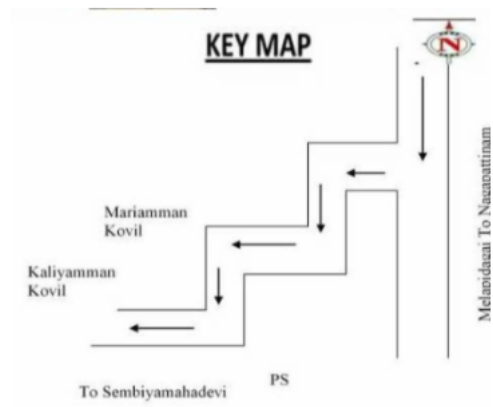 KEY MAP
N
Mariamman
Kovil
Kaliyamman
Kovil
Melapidagai To Nagapattinam
PS
To Sembiyamahadevi